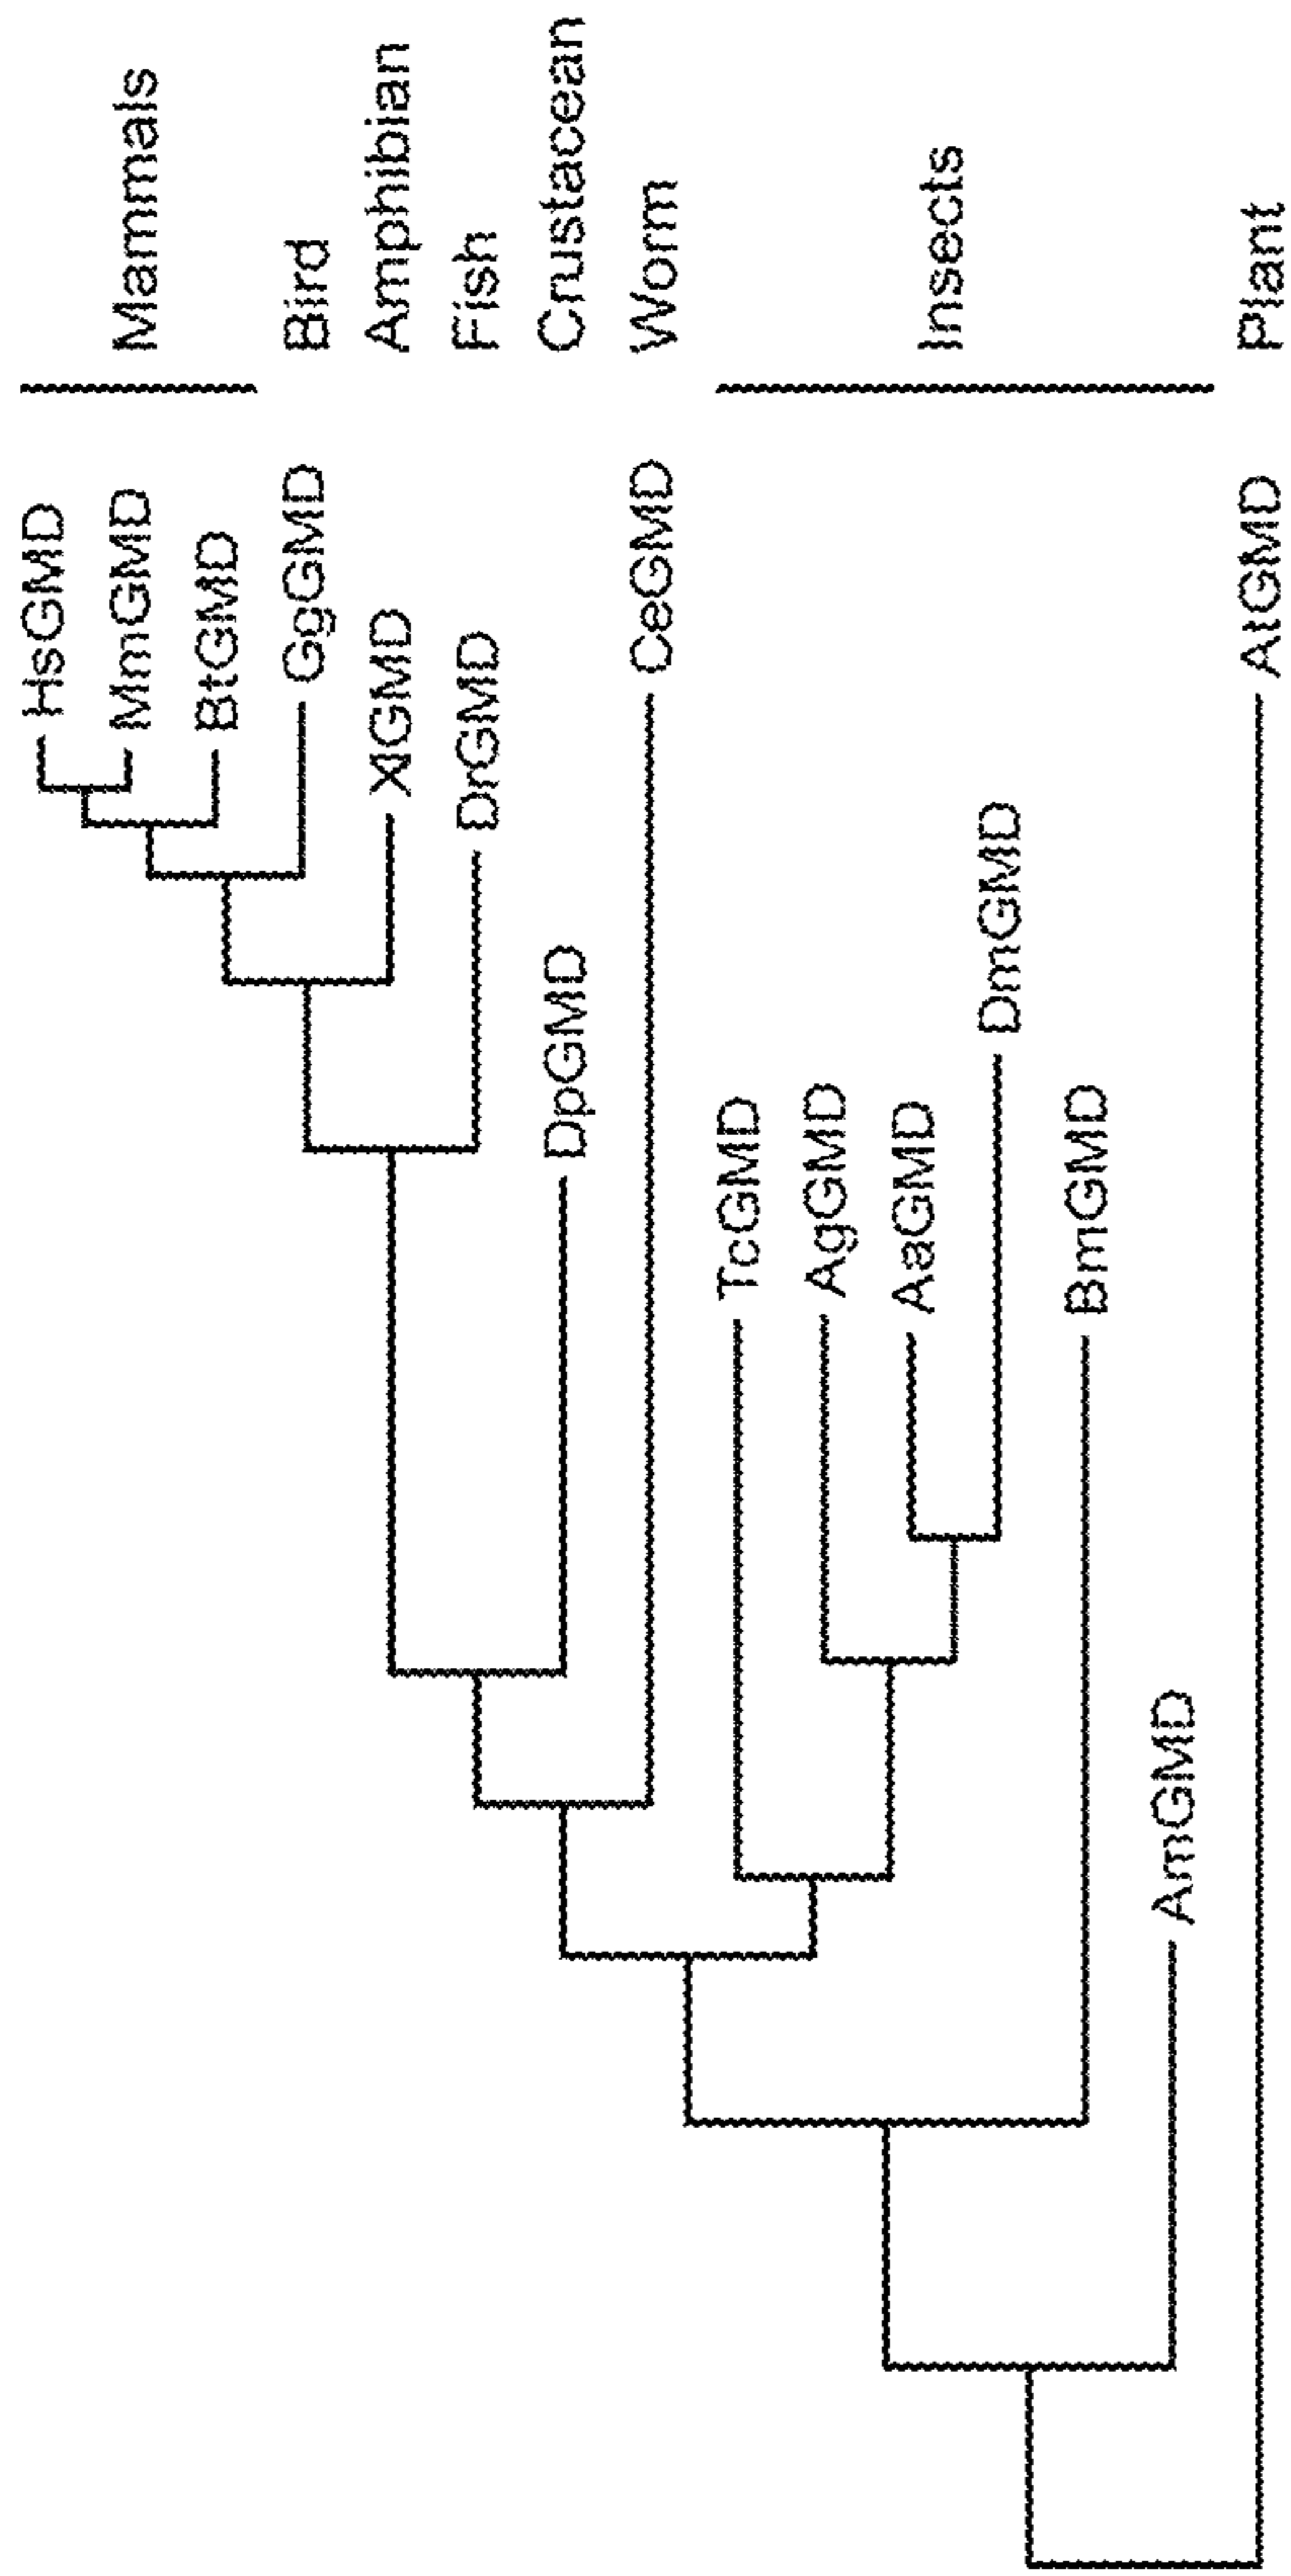 HsGMD
MmGMD
Mammals
BtGMD
GgGMD Bird
XlGMD Amphibian
DrGMD Fish
DpGMD Crustacean
CeGMD Worm
TcGMD
AgGMD
AaGMD Insects
DmGMD
BmGMD
AmGMD
AtGMD Plant